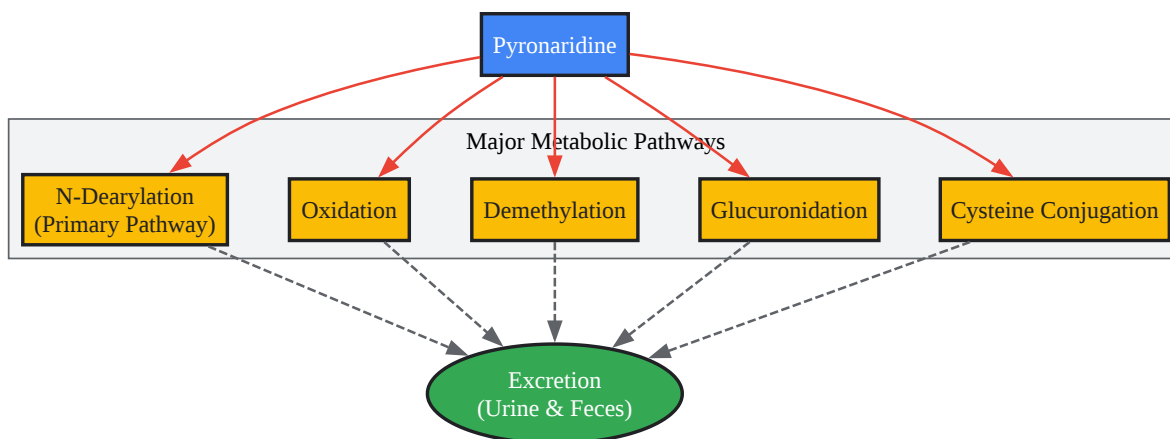 Pyronaridine
Major Metabolic Pathways
N-Dearylation
(Primary Pathway)
Oxidation
Demethylation
Glucuronidation
Cysteine Conjugation
Excretion
(Urine & Feces)